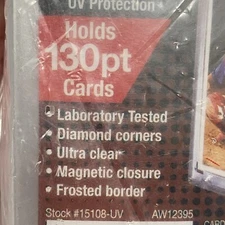 UV Protection
Holds
130pt
Cards
• Laboratory Tested
• Diamond corners
• Ultra clear
• Magnetic closure
• Frosted border
Stock #15108-UV AW12395